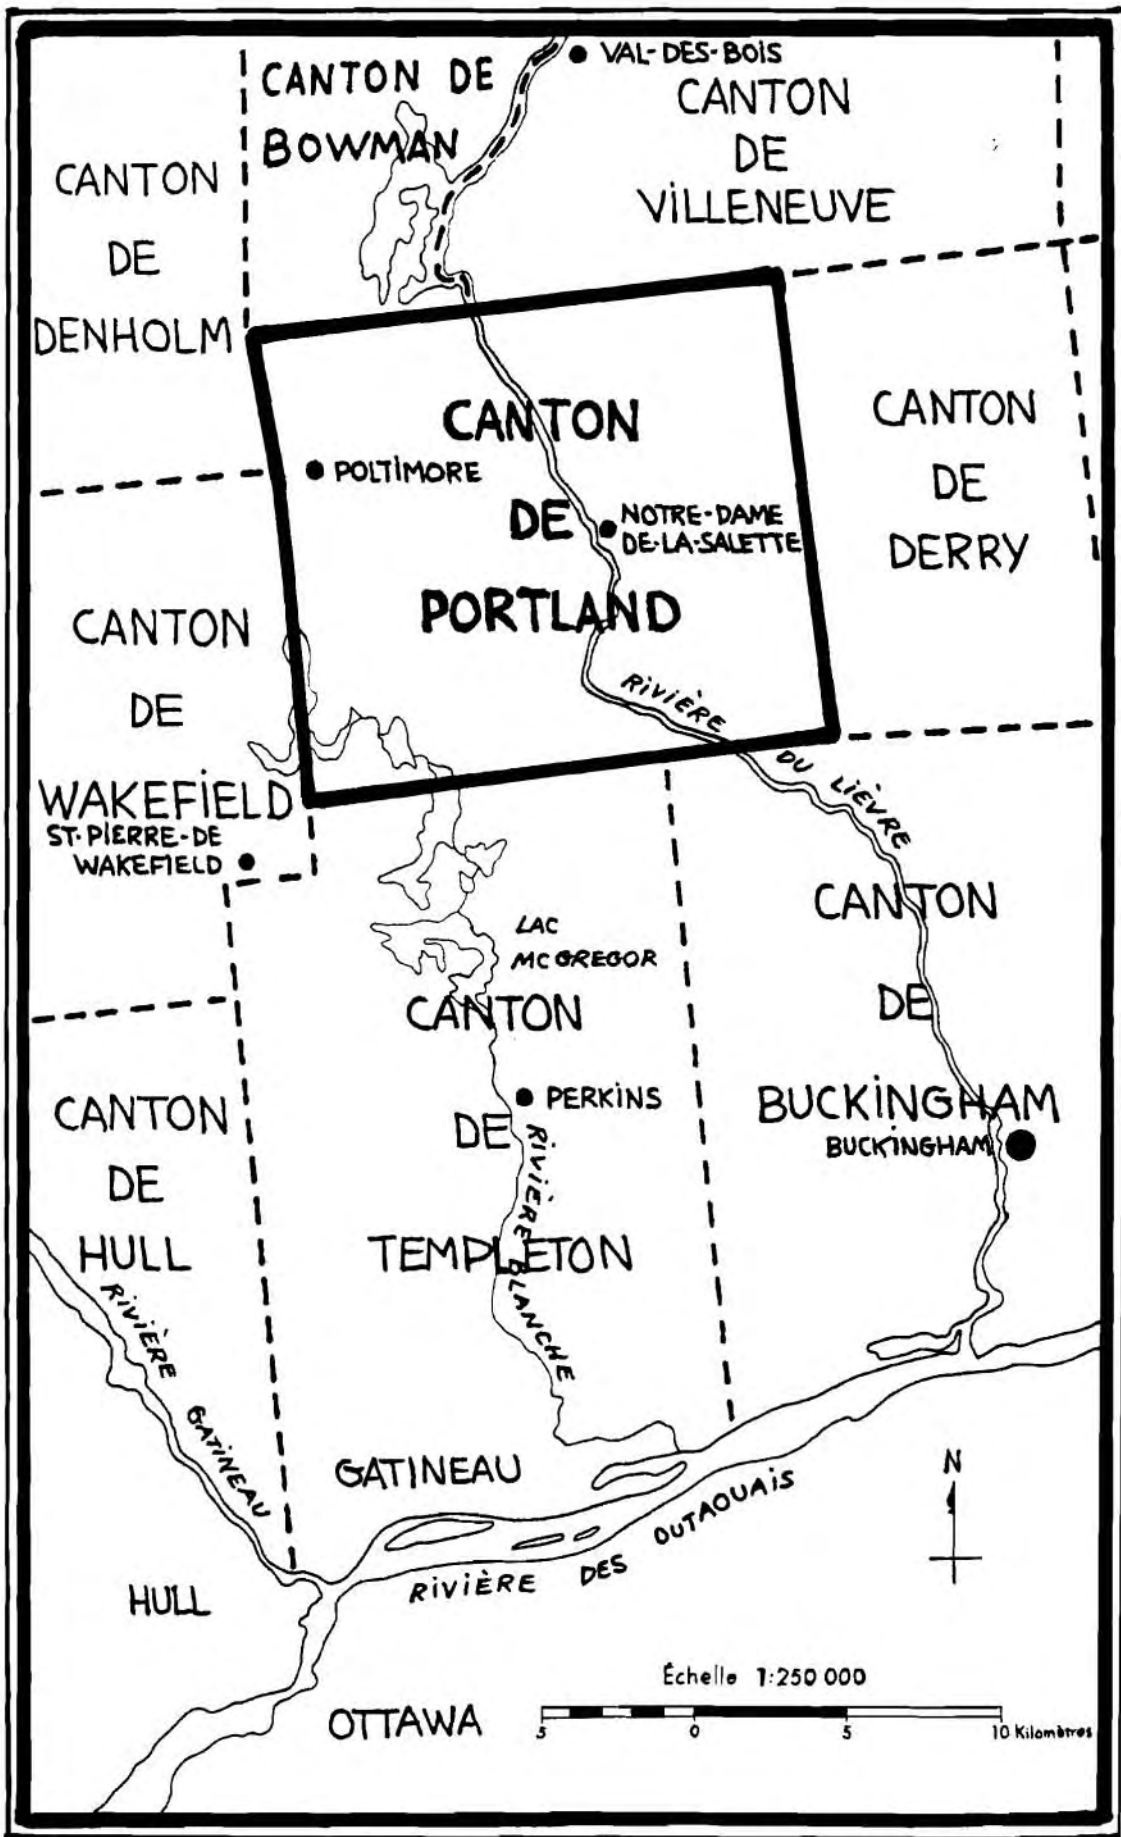 VAL-DES-BOIS
CANTON DE
BOWMAN
CANTON
DE
VILLENEUVE
CANTON
DE
DENHOLM
CANTON
DE
PORTLAND
POLTIMORE
NOTRE-DAME
DE-LA-SALETTE
CANTON
DE
DERRY
CANTON
DE
WAKEFIELD
ST-PIERRE-DE
WAKEFIELD
RIVIÈRE DU LIÈVRE
LAC
MCGREGOR
CANTON
DE
TEMPLETON
PERKINS
RIVIÈRE BLANCHE
CANTON
DE
BUCKINGHAM
BUCKINGHAM
CANTON
DE
HULL
RIVIÈRE GATINEAU
GATINEAU
RIVIÈRE DES OUTAOUAIS
N
HULL
OTTAWA
Échelle 1:250 000
5 0 5 10 Kilomètres